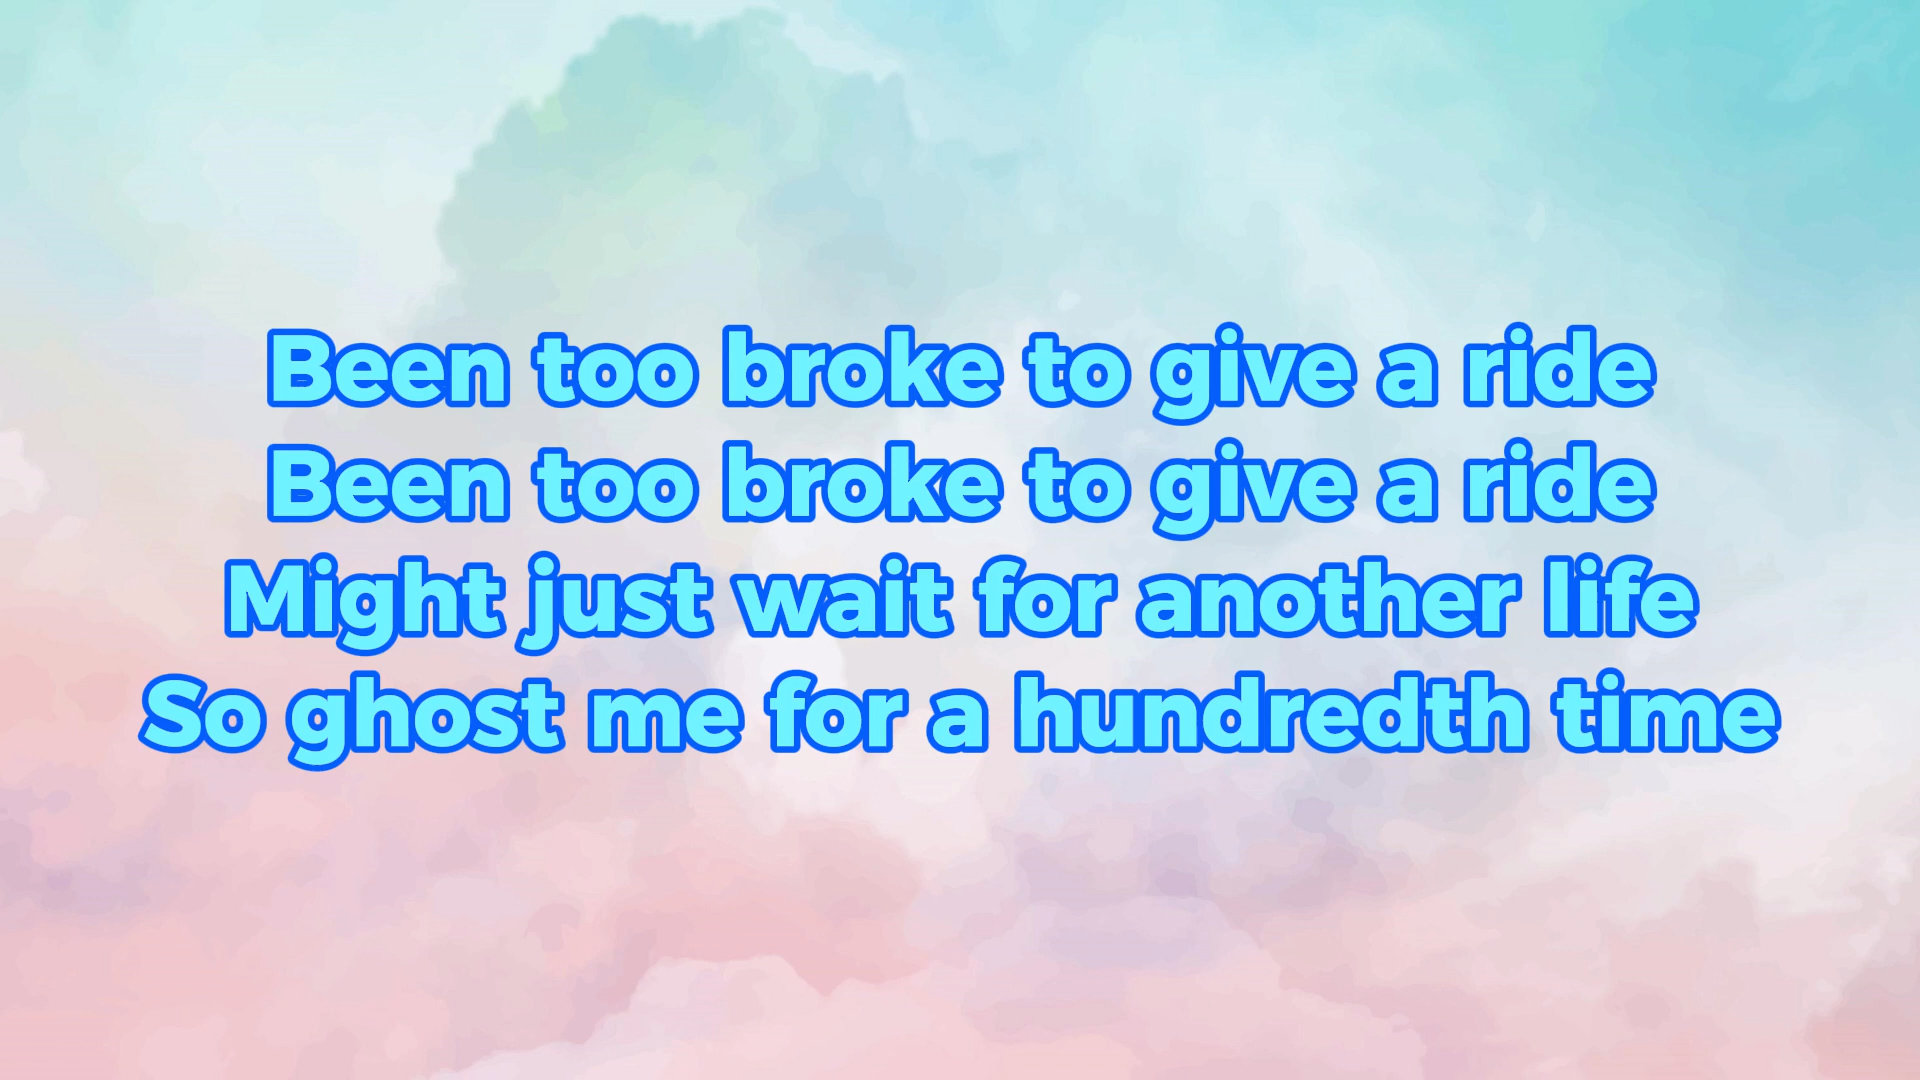 Been too broke to give a ride
Been too broke to give a ride
Might just wait for another life
So ghost me for a hundredth time